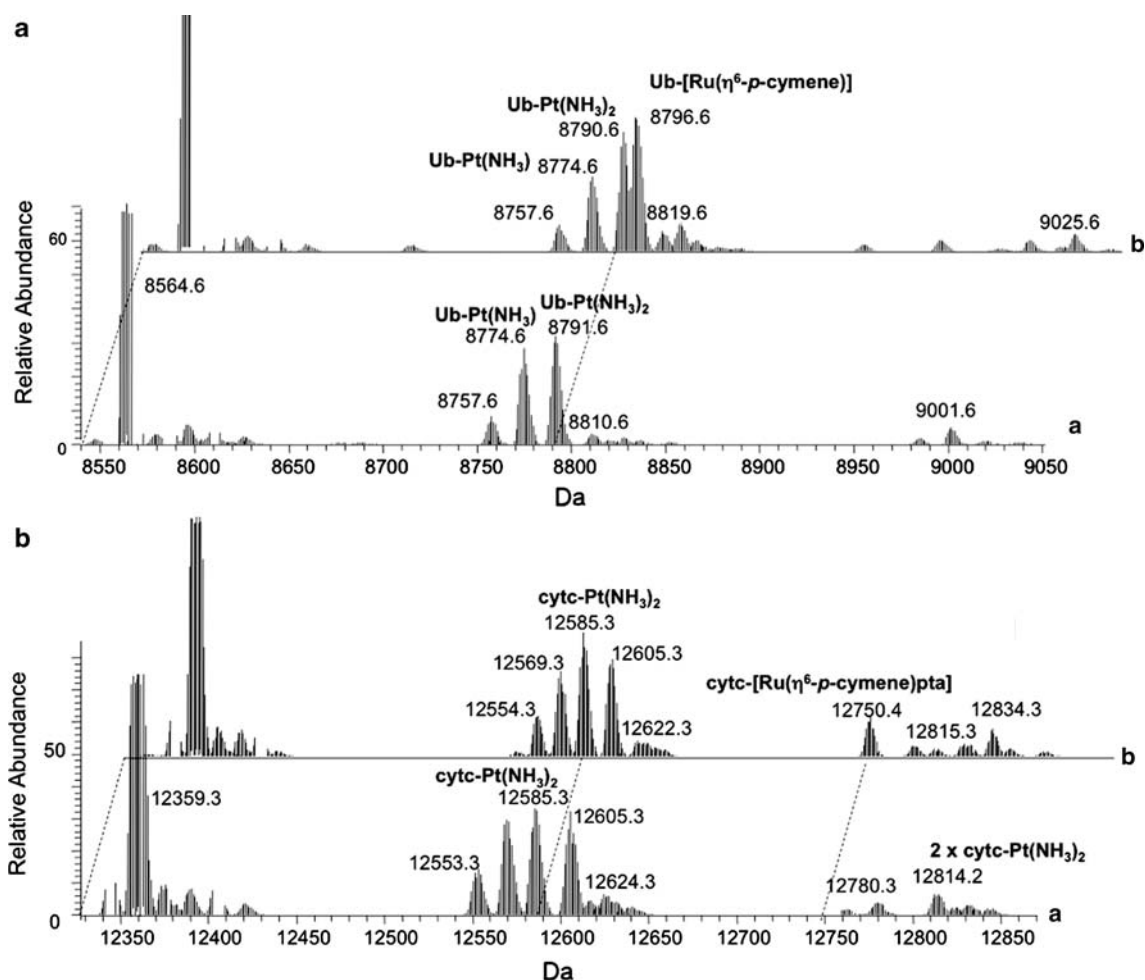 a
Ub-[Ru(η⁶-p-cymene)]
Ub-Pt(NH₃)₂
8790.6
8796.6
Ub-Pt(NH₃)
8774.6
8757.6
8819.6
9025.6
60
b
8564.6
Ub-Pt(NH₃)
Ub-Pt(NH₃)₂
8774.6
8791.6
8757.6
8810.6
9001.6
0
a
Relative Abundance
8550 8600 8650 8700 8750 8800 8850 8900 8950 9000 9050
Da
b
cytc-Pt(NH₃)₂
12585.3
12569.3
12605.3
cytc-[Ru(η⁶-p-cymene)pta]
12554.3
12622.3
12750.4
12834.3
12815.3
50
b
cytc-Pt(NH₃)₂
12359.3
12585.3
12605.3
12553.3
12624.3
2 x cytc-Pt(NH₃)₂
12780.3
12814.2
0
a
Relative Abundance
12350 12400 12450 12500 12550 12600 12650 12700 12750 12800 12850
Da